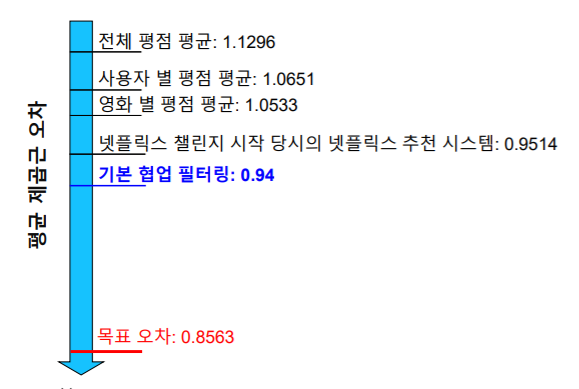 전체 평점 평균: 1.1296
사용자 별 평점 평균: 1.0651
영화 별 평점 평균: 1.0533
넷플릭스 챌린지 시작 당시의 넷플릭스 추천 시스템: 0.9514
기본 협업 필터링: 0.94
목표 오차: 0.8563
평균 제곱근 오차